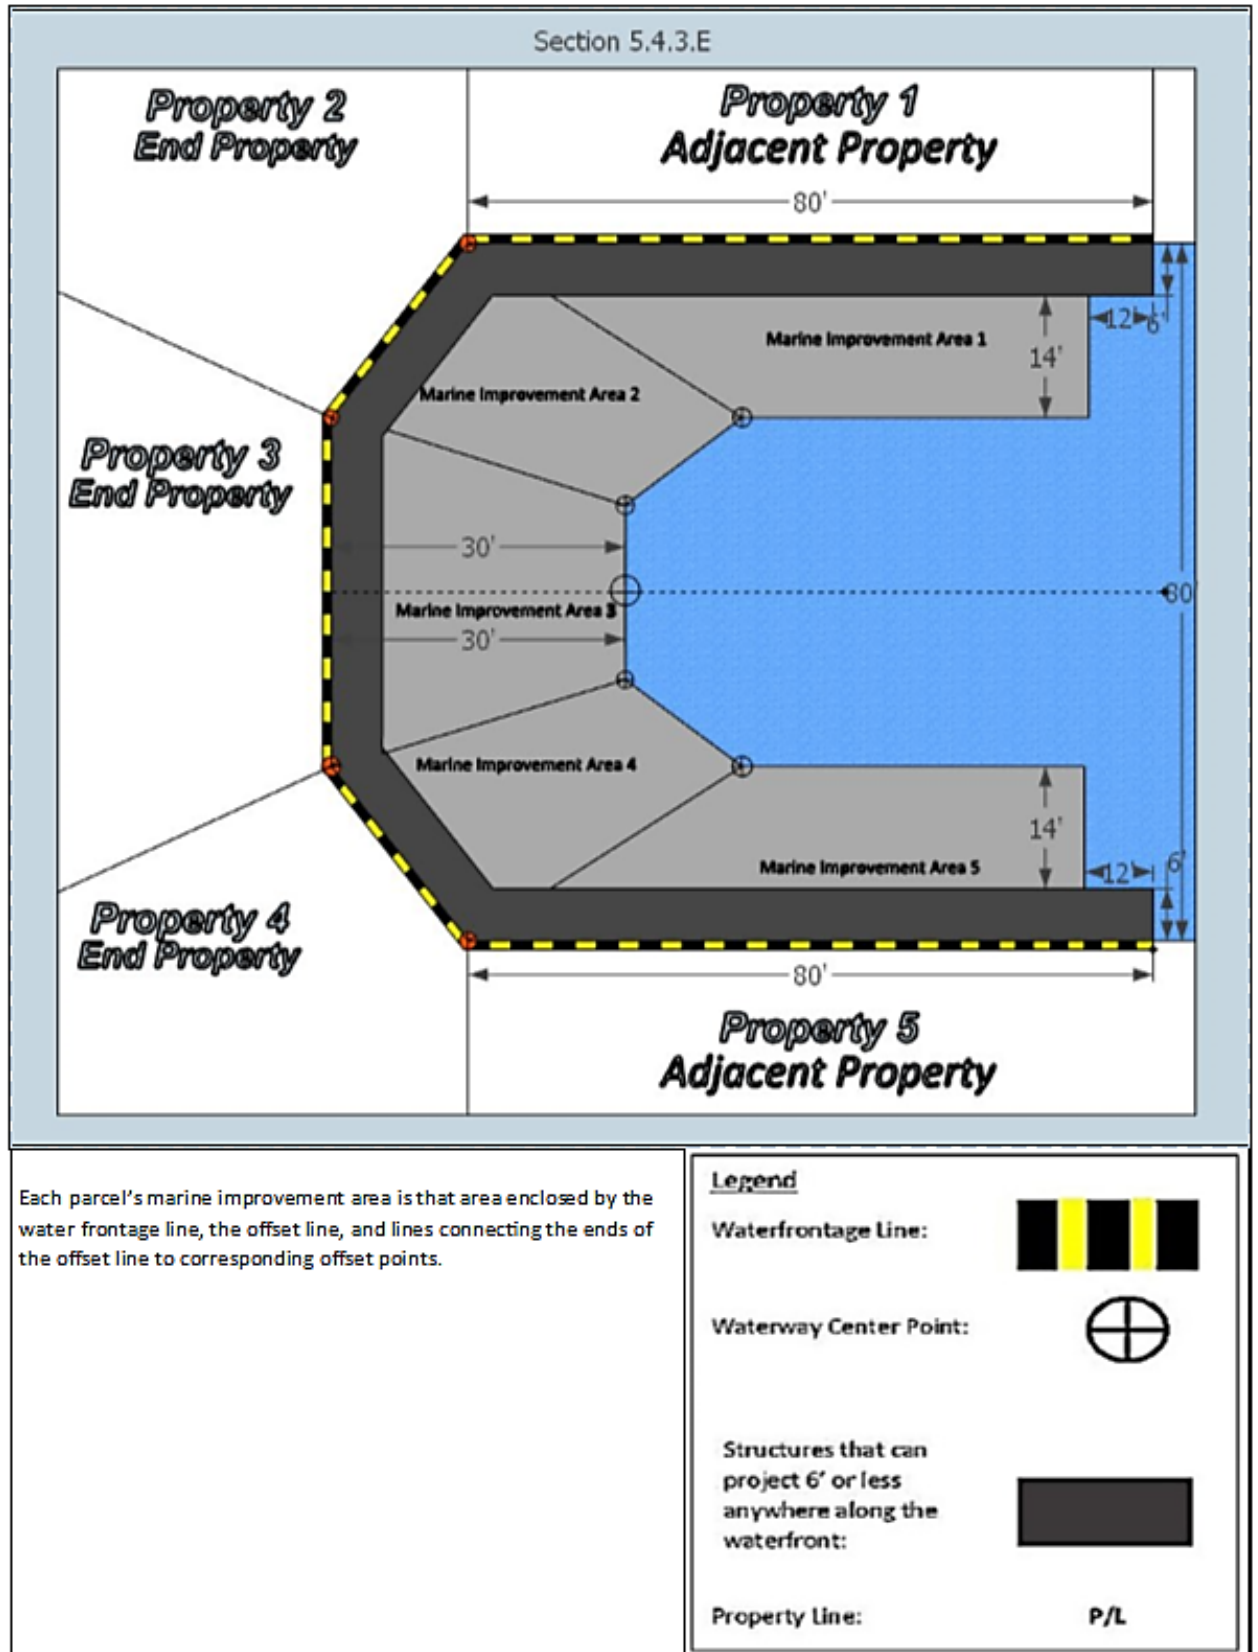 Section 5.4.3.E
Property 2
End Property
Property 1
Adjacent Property
80'
12'
6'
Marine Improvement Area 1
14'
Marine Improvement Area 2
Property 3
End Property
30'
80'
Marine Improvement Area 3
30'
Marine Improvement Area 4
14'
Marine Improvement Area 5
12'
6'
Property 4
End Property
80'
Property 5
Adjacent Property
Each parcel's marine improvement area is that area enclosed by the
water frontage line, the offset line, and lines connecting the ends of
the offset line to corresponding offset points.
Legend
Waterfrontage Line:
Waterway Center Point:
Structures that can
project 6' or less
anywhere along the
waterfront:
Property Line:
P/L